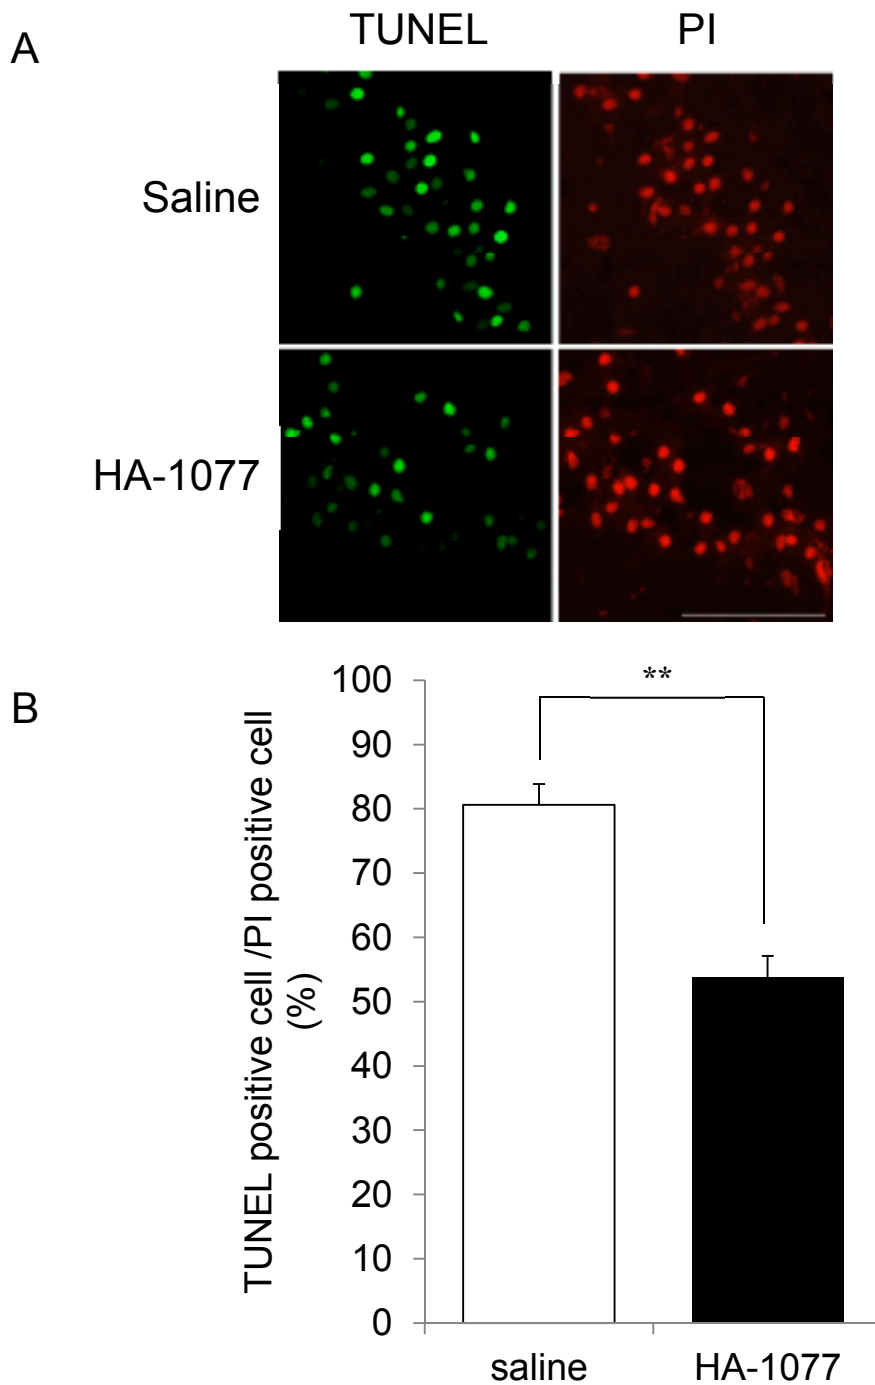 A
TUNEL PI
Saline
HA-1077
B
**
TUNEL positive cell /PI positive cell
(%)
100
90
80
70
60
50
40
30
20
10
0
saline HA-1077